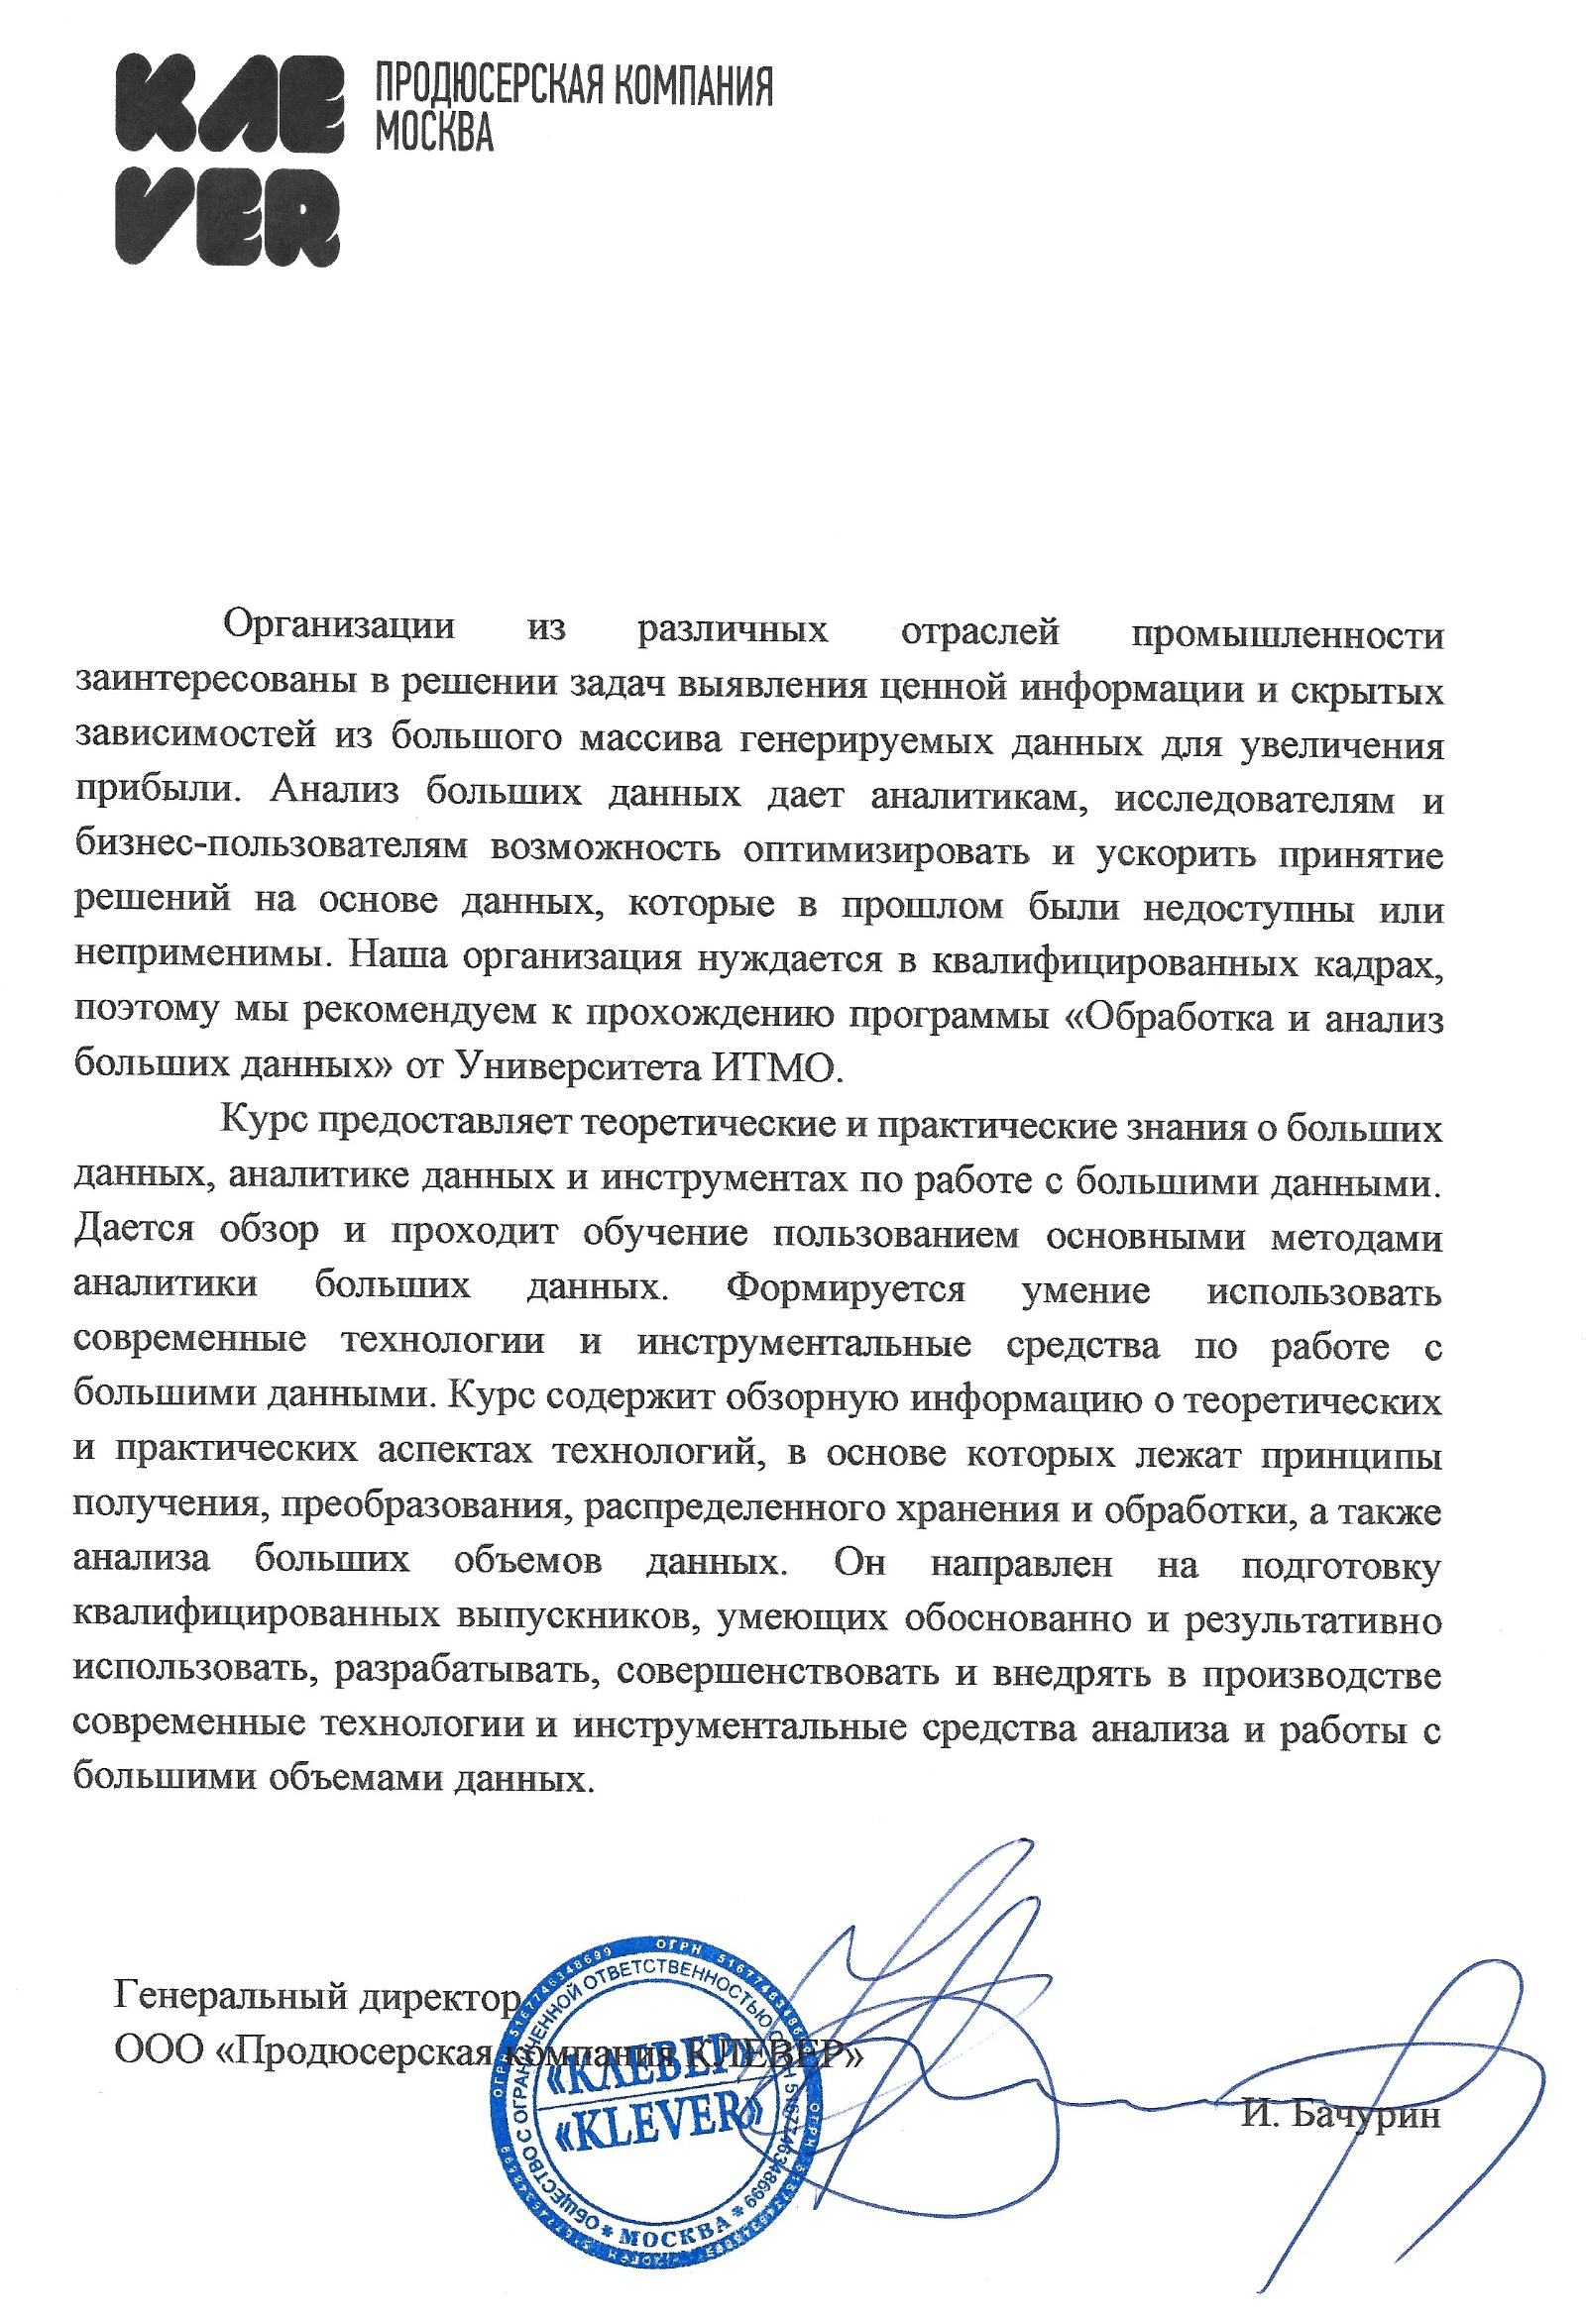 КЛЕ
VER
ПРОДЮСЕРСКАЯ КОМПАНИЯ
МОСКВА
Организации из различных отраслей промышленности
заинтересованы в решении задач выявления ценной информации и скрытых
зависимостей из большого массива генерируемых данных для увеличения
прибыли. Анализ больших данных дает аналитикам, исследователям и
бизнес-пользователям возможность оптимизировать и ускорить принятие
решений на основе данных, которые в прошлом были недоступны или
неприменимы. Наша организация нуждается в квалифицированных кадрах,
поэтому мы рекомендуем к прохождению программы «Обработка и анализ
больших данных» от Университета ИТМО.
Курс предоставляет теоретические и практические знания о больших
данных, аналитике данных и инструментах по работе с большими данными.
Дается обзор и проходит обучение пользованием основными методами
аналитики больших данных. Формируется умение использовать
современные технологии и инструментальные средства по работе с
большими данными. Курс содержит обзорную информацию о теоретических
и практических аспектах технологий, в основе которых лежат принципы
получения, преобразования, распределенного хранения и обработки, а также
анализа больших объемов данных. Он направлен на подготовку
квалифицированных выпускников, умеющих обоснованно и результативно
использовать, разрабатывать, совершенствовать и внедрять в производстве
современные технологии и инструментальные средства анализа и работы с
большими объемами данных.
Генеральный директор
ООО «Продюсерская компания КЛЕВЕР»
И. Бачурин
ОГРН 5167746348699
ОБЩЕСТВО С ОГРАНИЧЕННОЙ ОТВЕТСТВЕННОСТЬЮ
5167746348699
«КЛЕВЕР»
«KLEVER»
* МОСКВА *